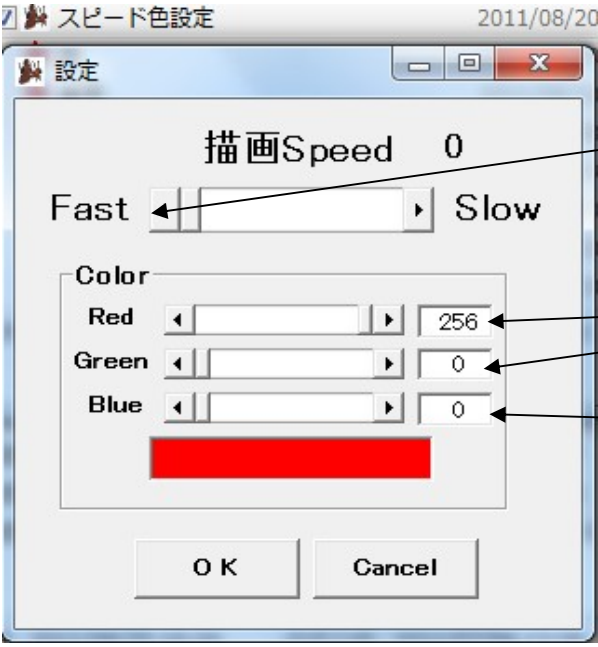 スピード色設定 2011/08/20
設定
描画Speed 0
Fast Slow
Color
Red 256
Green 0
Blue 0
OK Cancel